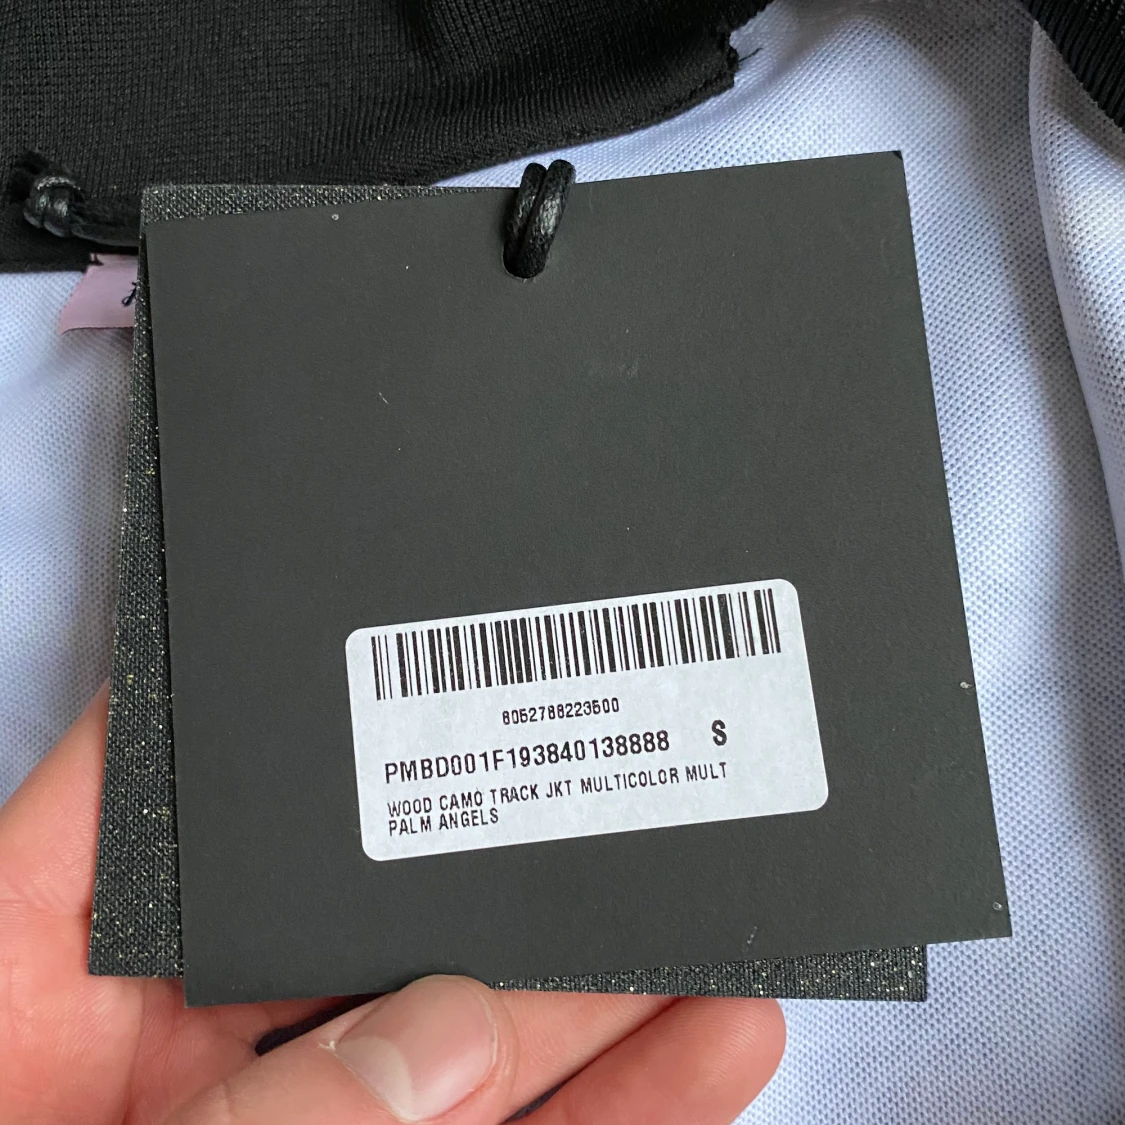 8052788223500
PMBD001F193840138888 S
WOOD CAMO TRACK JKT MULTICOLOR MULT
PALM ANGELS